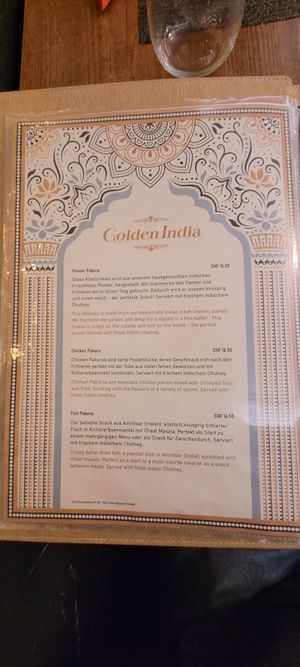 Golden India
Paneer Pakora CHF 16.00
Diese Köstlichkeit wird aus unserem hausgemachten indischen
Frischkäse, Paneer, hergestellt. Wir marinieren den Paneer und
frittieren ihn in feinen Teig getaucht. Dadurch wird er aussen knusprig
und innen weich – der perfekte Snack! Serviert mit frischem Indischem
Chutney.
This delicacy is made from our homemade Indian fresh cheese, paneer.
We marinate the paneer and deep-fry it dipped in a fine batter. This
makes it crispy on the outside and soft on the inside - the perfect
snack! Served with fresh Indian chutney.
Chicken Pakora CHF 16.50
Chicken Pakoras sind zarte Pouletstücke, deren Geschmack sich nach dem
Frittieren perfekt mit der Güte aus vielen feinen Gewürzen und mit
Kichererbsenmehl kombiniert. Serviert mit frischem indischem Chutney.
Chicken Pakoras are boneless chicken pieces mixed with chickpea flour
and fried, bursting with the flavours of a variety of spices. Served with
fresh Indian chutney.
Fish Pakora CHF 16.50
Der beliebte Snack aus Amritsar (Indien); köstlich knusprig frittierter
Fisch in Kichererbsenmantel mit Chaat Masala. Perfekt als Start zu
einem mehrgängigen Menu oder als Snack für Zwischendurch. Serviert
mit frischem indischem Chutney.
Crispy batter fried fish, a popular dish in Amritsar (India), sprinkled with
chaat masala. Perfect as a start to a multi-course meal or as a snack
between meals. Served with fresh Indian Chutney.